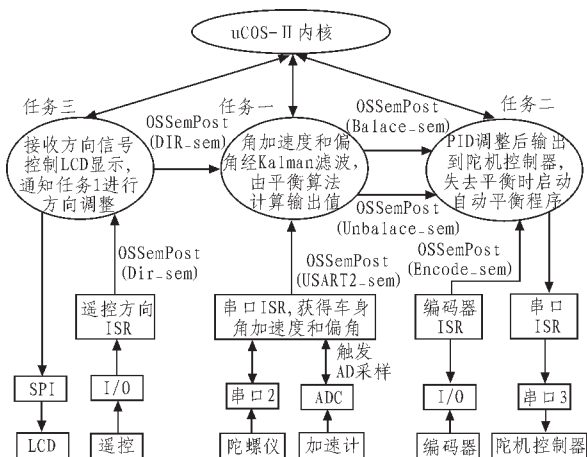 uCOS-Ⅱ内核
任务三
任务一
任务二
接收方向信号
控制LCD显示,
通知任务1进行
方向调整
OSSemPost
(DIR_sem)
角加速度和偏
角经Kalman滤波,
由平衡算法
计算输出值
OSSemPost
(Balace_sem)
OSSemPost
(Unbalace_sem)
PID调整后输出
到陀机控制器,
失去平衡时启动
自动平衡程序
OSSemPost
(Dir_sem)
OSSemPost
(USART2_sem)
OSSemPost
(Encode_sem)
遥控方向
ISR
串口ISR,获得车身
角加速度和偏角
编码器
ISR
串口
ISR
触发
AD采样
SPI
I/O
串口2
ADC
I/O
串口3
LCD
遥控
陀螺仪
加速计
编码器
陀机控制器